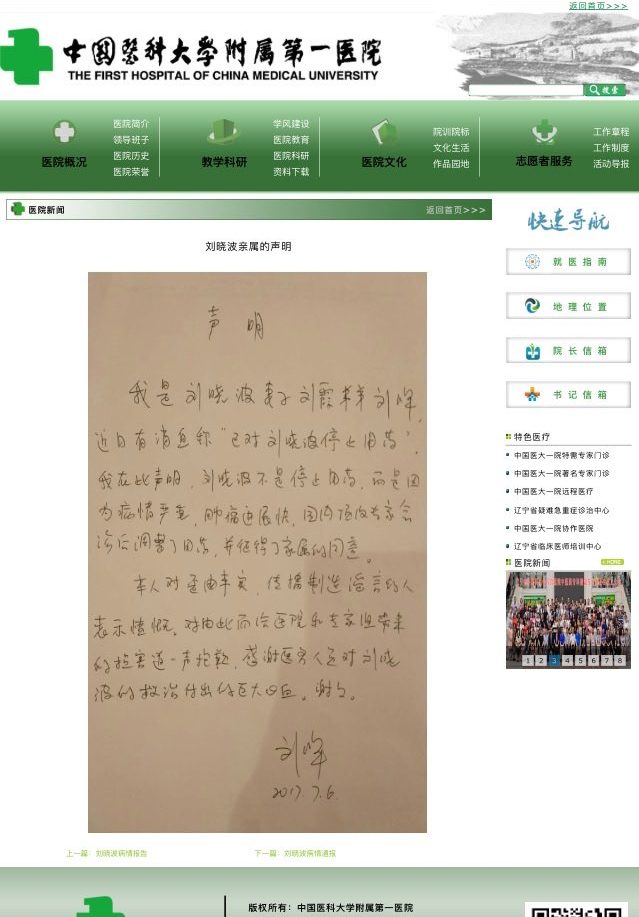 返回首页>>>
中国医科大学附属第一医院
THE FIRST HOSPITAL OF CHINA MEDICAL UNIVERSITY
搜索
医院概况
医院简介
领导班子
医院历史
医院荣誉
教学科研
学风建设
医院教育
医院科研
资料下载
医院文化
院训院标
文化生活
作品园地
志愿者服务
工作章程
工作制度
活动导报
医院新闻
返回首页>>>
刘晓波亲属的声明
声 明
我是刘晓波妻子刘霞弟弟刘晖,
近日有消息称“已对刘晓波停止用药”。
我在此声明,刘晓波不是停止用药,而是因
为病情严重,肿瘤进展快,国内顶级专家会
诊后调整了用药,并征得了家属的同意。
本人对歪曲事实,传播制造谣言的人
表示愤慨。对由此而给医院和专家组带来
的损害道一声抱歉,感谢医务人员对刘晓
波的救治付出的巨大心血。谢谢。
刘晖
2017.7.6.
上一篇:刘晓波病情报告
下一篇:刘晓波病情通报
快速导航
就医指南
地理位置
院长信箱
书记信箱
特色医疗
中国医大一院特需专家门诊
中国医大一院著名专家门诊
中国医大一院远程医疗
辽宁省疑难急重症诊治中心
中国医大一院协作医院
辽宁省临床医师培训中心
医院新闻
1 2 3 4 5 6 7 8
版权所有:中国医科大学附属第一医院